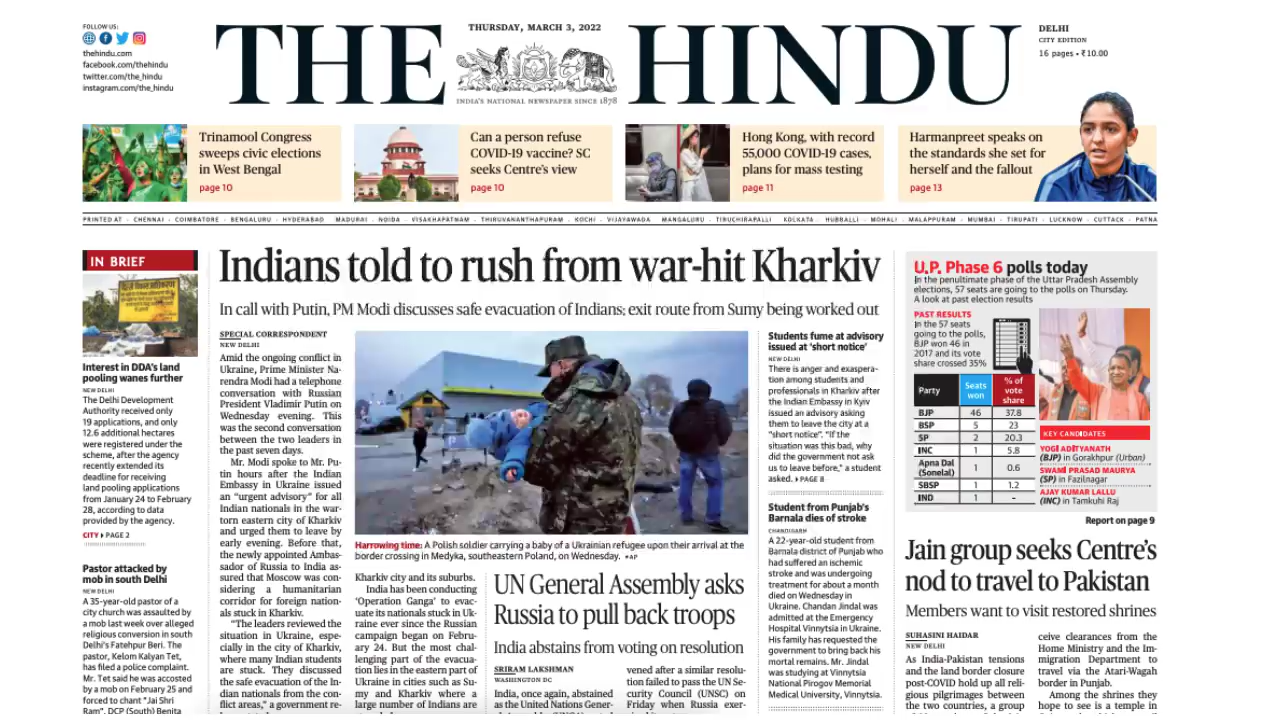 FOLLOW US:
thehindu.com
facebook.com/thehindu
twitter.com/the_hindu
instagram.com/the_hindu
THURSDAY, MARCH 3, 2022
THE HINDU
INDIA'S NATIONAL NEWSPAPER SINCE 1878
DELHI
CITY EDITION
16 pages • ₹10.00
Trinamool Congress
sweeps civic elections
in West Bengal
page 10
Can a person refuse
COVID-19 vaccine? SC
seeks Centre's view
page 10
Hong Kong, with record
55,000 COVID-19 cases,
plans for mass testing
page 11
Harmanpreet speaks on
the standards she set for
herself and the fallout
page 13
PRINTED AT • CHENNAI • COIMBATORE • BENGALURU • HYDERABAD • MADURAI • NOIDA • VISAKHAPATNAM • THIRUVANANTHAPURAM • KOCHI • VIJAYAWADA • MANGALURU • TIRUCHIRAPALLI • KOLKATA • HUBBALLI • MOHALI • MALAPPURAM • MUMBAI • TIRUPATI • LUCKNOW • CUTTACK • PATNA
IN BRIEF
Interest in DDA's land
pooling wanes further
NEW DELHI
The Delhi Development
Authority received only
19 applications, and only
12.6 additional hectares
were registered under the
scheme, after the agency
recently extended its
deadline for receiving
land pooling applications
from January 24 to February
28, according to data
provided by the agency.
CITY ▸ PAGE 2
Pastor attacked by
mob in south Delhi
NEW DELHI
A 35-year-old pastor of a
city church was assaulted by
a mob last week over alleged
religious conversion in south
Delhi's Fatehpur Beri. The
pastor, Kelom Kalyan Tet,
has filed a police complaint.
Mr. Tet said he was accosted
by a mob on February 25 and
forced to chant "Jai Shri
Ram". DCP (South) Benita
Indians told to rush from war-hit Kharkiv
In call with Putin, PM Modi discusses safe evacuation of Indians; exit route from Sumy being worked out
SPECIAL CORRESPONDENT
NEW DELHI
Amid the ongoing conflict in
Ukraine, Prime Minister Na-
rendra Modi had a telephone
conversation with Russian
President Vladimir Putin on
Wednesday evening. This
was the second conversation
between the two leaders in
the past seven days.
Mr. Modi spoke to Mr. Pu-
tin hours after the Indian
Embassy in Ukraine issued
an "urgent advisory" for all
Indian nationals in the war-
torn eastern city of Kharkiv
and urged them to leave by
early evening. Before that,
the newly appointed Ambas-
sador of Russia to India as-
sured that Moscow was con-
sidering a humanitarian
corridor for foreign nation-
als stuck in Kharkiv.
"The leaders reviewed the
situation in Ukraine, espe-
cially in the city of Kharkiv,
where many Indian students
are stuck. They discussed
the safe evacuation of the In-
dian nationals from the con-
flict areas," a government re-
Harrowing time: A Polish soldier carrying a baby of a Ukrainian refugee upon their arrival at the
border crossing in Medyka, southeastern Poland, on Wednesday. •AP
Kharkiv city and its suburbs.
India has been conducting
'Operation Ganga' to evac-
uate its nationals stuck in Uk-
raine ever since the Russian
campaign began on Febru-
ary 24. But the most chal-
lenging part of the evacua-
tion lies in the eastern part of
Ukraine in cities such as Su-
my and Kharkiv where a
large number of Indians are
UN General Assembly asks
Russia to pull back troops
India abstains from voting on resolution
SRIRAM LAKSHMAN
WASHINGTON DC
India, once again, abstained
as the United Nations Gener-
vened after a similar resolu-
tion failed to pass the UN Se-
curity Council (UNSC) on
Friday when Russia exer-
Students fume at advisory
issued at 'short notice'
NEW DELHI
There is anger and exaspera-
tion among students and
professionals in Kharkiv after
the Indian Embassy in Kyiv
issued an advisory asking
them to leave the city at a
"short notice". "If the
situation was this bad, why
did the government not ask
us to leave before," a student
asked. ▸ PAGE 8
Student from Punjab's
Barnala dies of stroke
CHANDIGARH
A 22-year-old student from
Barnala district of Punjab who
had suffered an ischemic
stroke and was undergoing
treatment for about a month
died on Wednesday in
Ukraine. Chandan Jindal was
admitted at the Emergency
Hospital Vinnytsia in Ukraine.
His family has requested the
government to bring back his
mortal remains. Mr. Jindal
was studying at Vinnytsia
National Pirogov Memorial
Medical University, Vinnytsia.
U.P. Phase 6 polls today
In the penultimate phase of the Uttar Pradesh Assembly
elections, 57 seats are going to the polls on Thursday.
A look at past election results
PAST RESULTS
In the 57 seats
going to the polls,
BJP won 46 in
2017 and its vote
share crossed 35%
Party Seats won % of vote share
BJP 46 37.8
BSP 5 23
SP 2 20.3
INC 1 5.8
Apna Dal (Sonelal) 1 0.6
SBSP 1 1.2
IND 1 -
KEY CANDIDATES
YOGI ADITYANATH
(BJP) in Gorakhpur (Urban)
SWAMI PRASAD MAURYA
(SP) in Fazilnagar
AJAY KUMAR LALLU
(INC) in Tamkuhi Raj
Report on page 9
Jain group seeks Centre's
nod to travel to Pakistan
Members want to visit restored shrines
SUHASINI HAIDAR
NEW DELHI
As India-Pakistan tensions
and the land border closure
post-COVID hold up all reli-
gious pilgrimages between
the two countries, a group
ceive clearances from the
Home Ministry and the Im-
migration Department to
travel via the Atari-Wagah
border in Punjab.
Among the shrines they
hope to see is a temple in